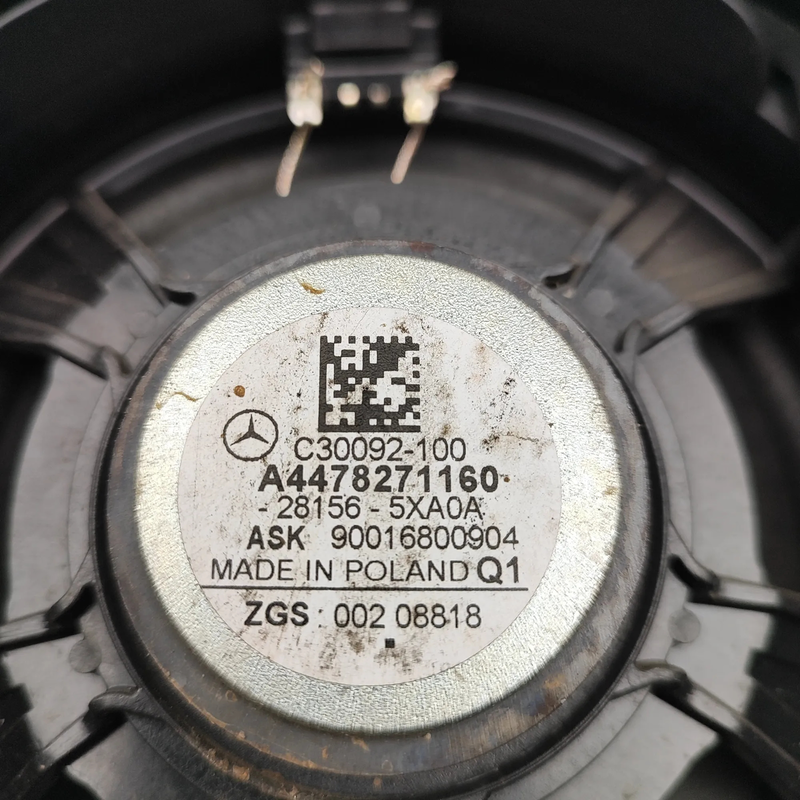 C30092-100
A4478271160
- 28156 - 5XA0A
ASK 90016800904
MADE IN POLAND Q1
ZGS : 002 08818